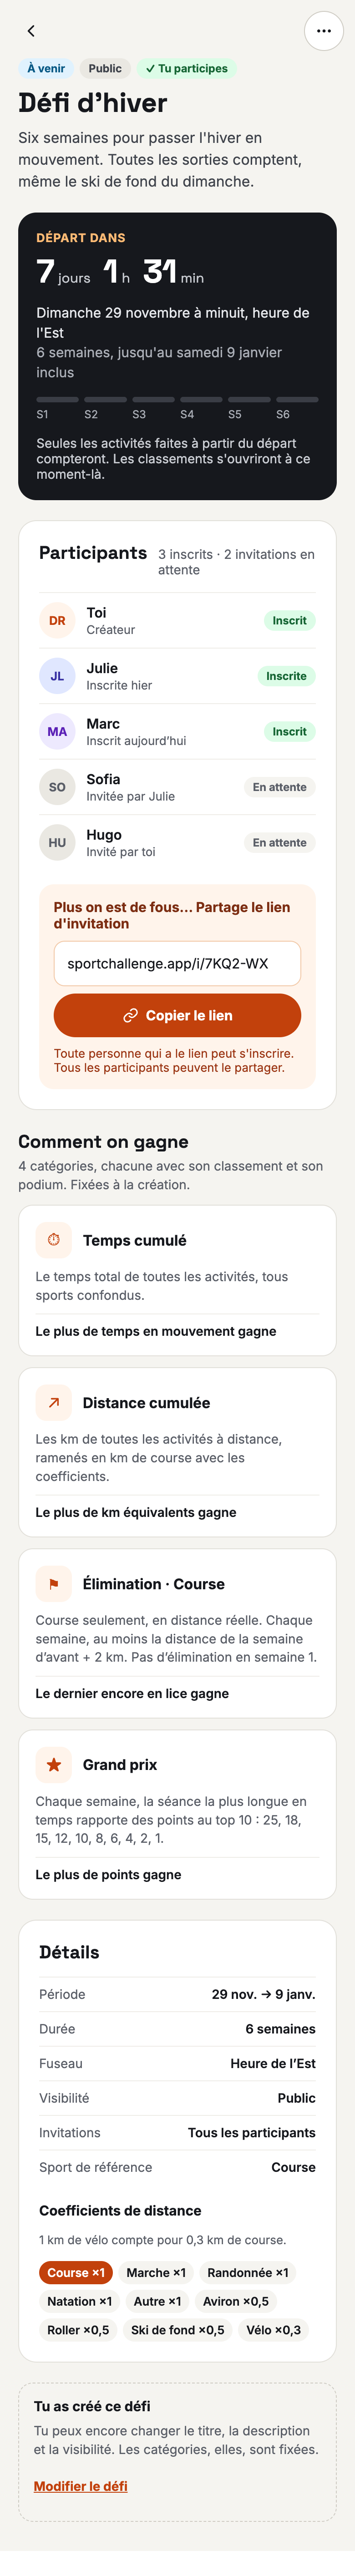 À venir Public ✓ Tu participes
Défi d'hiver
Six semaines pour passer l'hiver en
mouvement. Toutes les sorties comptent,
même le ski de fond du dimanche.
DÉPART DANS
7 jours 1 h 31 min
Dimanche 29 novembre à minuit, heure de
l'Est
6 semaines, jusqu'au samedi 9 janvier
inclus
S1 S2 S3 S4 S5 S6
Seules les activités faites à partir du départ
compteront. Les classements s'ouvriront à ce
moment-là.
Participants 3 inscrits · 2 invitations en
attente
DR Toi Inscrit
Créateur
JL Julie Inscrite
Inscrite hier
MA Marc Inscrit
Inscrit aujourd'hui
SO Sofia En attente
Invitée par Julie
HU Hugo En attente
Invité par toi
Plus on est de fous... Partage le lien
d'invitation
sportchallenge.app/i/7KQ2-WX
Copier le lien
Toute personne qui a le lien peut s'inscrire.
Tous les participants peuvent le partager.
Comment on gagne
4 catégories, chacune avec son classement et son
podium. Fixées à la création.
Temps cumulé
Le temps total de toutes les activités, tous
sports confondus.
Le plus de temps en mouvement gagne
Distance cumulée
Les km de toutes les activités à distance,
ramenés en km de course avec les
coefficients.
Le plus de km équivalents gagne
Élimination · Course
Course seulement, en distance réelle. Chaque
semaine, au moins la distance de la semaine
d'avant + 2 km. Pas d'élimination en semaine 1.
Le dernier encore en lice gagne
Grand prix
Chaque semaine, la séance la plus longue en
temps rapporte des points au top 10 : 25, 18,
15, 12, 10, 8, 6, 4, 2, 1.
Le plus de points gagne
Détails
Période 29 nov. → 9 janv.
Durée 6 semaines
Fuseau Heure de l'Est
Visibilité Public
Invitations Tous les participants
Sport de référence Course
Coefficients de distance
1 km de vélo compte pour 0,3 km de course.
Course ×1 Marche ×1 Randonnée ×1
Natation ×1 Autre ×1 Aviron ×0,5
Roller ×0,5 Ski de fond ×0,5 Vélo ×0,3
Tu as créé ce défi
Tu peux encore changer le titre, la description
et la visibilité. Les catégories, elles, sont fixées.
Modifier le défi